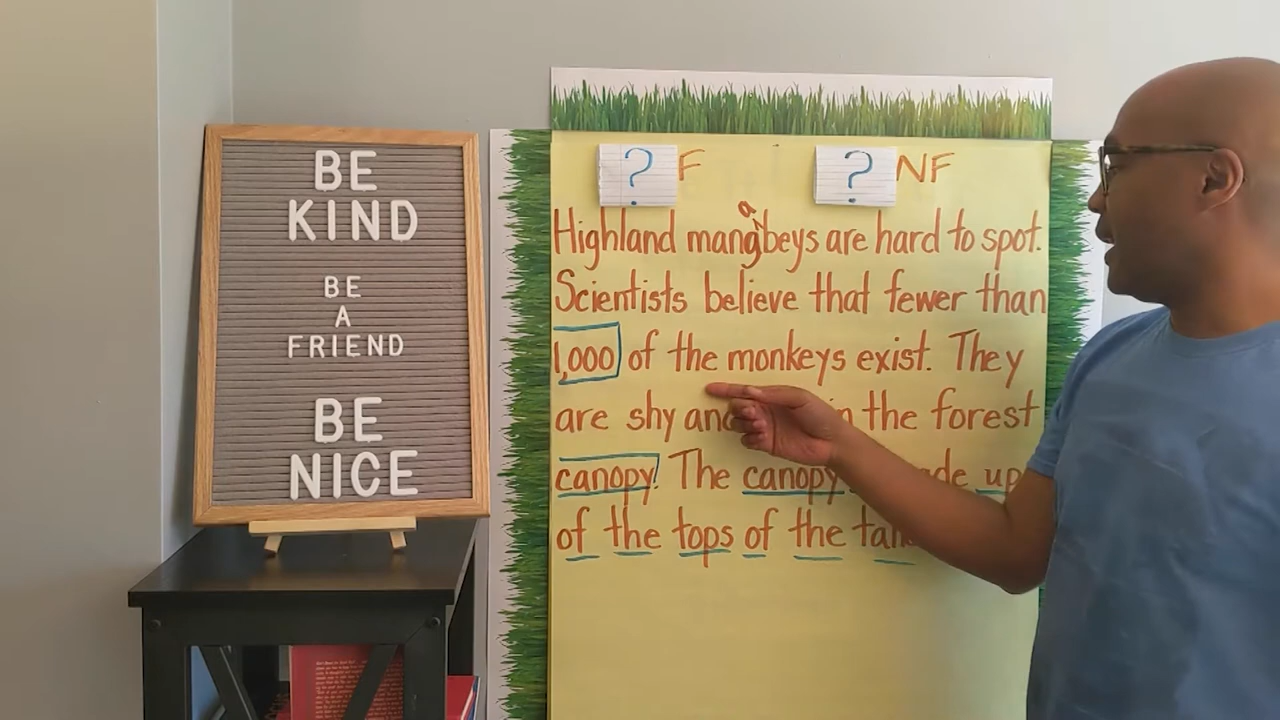 BE
KIND
BE
A
FRIEND
BE
NICE
? F ? NF
Highland mangabeys are hard to spot.
Scientists believe that fewer than
1,000 of the monkeys exist. They
are shy and in the forest
canopy. The canopy up
of the tops of the